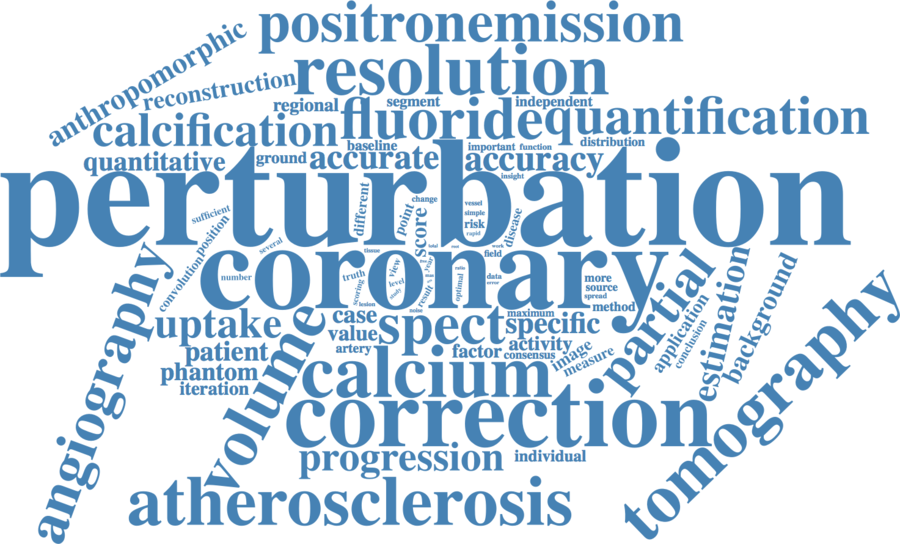 positronemission
anthropomorphic
resolution
reconstruction
regional
segment
independent
calcification
fluoride
quantification
baseline
important
function
distribution
quantitative
ground
accurate
accuracy
insight
perturbation
different
change
point
score
vessel
simple
risk
rapid
disease
sufficient
position
convolution
several
tissue
total
work
field
coronary
number
truth
scoring
lesion
view
level
study
year
result
noise
optimal
ratio
data
error
more
source
spread
method
maximum
angiography
uptake
volume
case
value
artery
spect
specific
activity
factor
consensus
image
measure
partial
application
conclusion
estimation
background
tomography
patient
phantom
iteration
calcium
correction
progression
individual
atherosclerosis